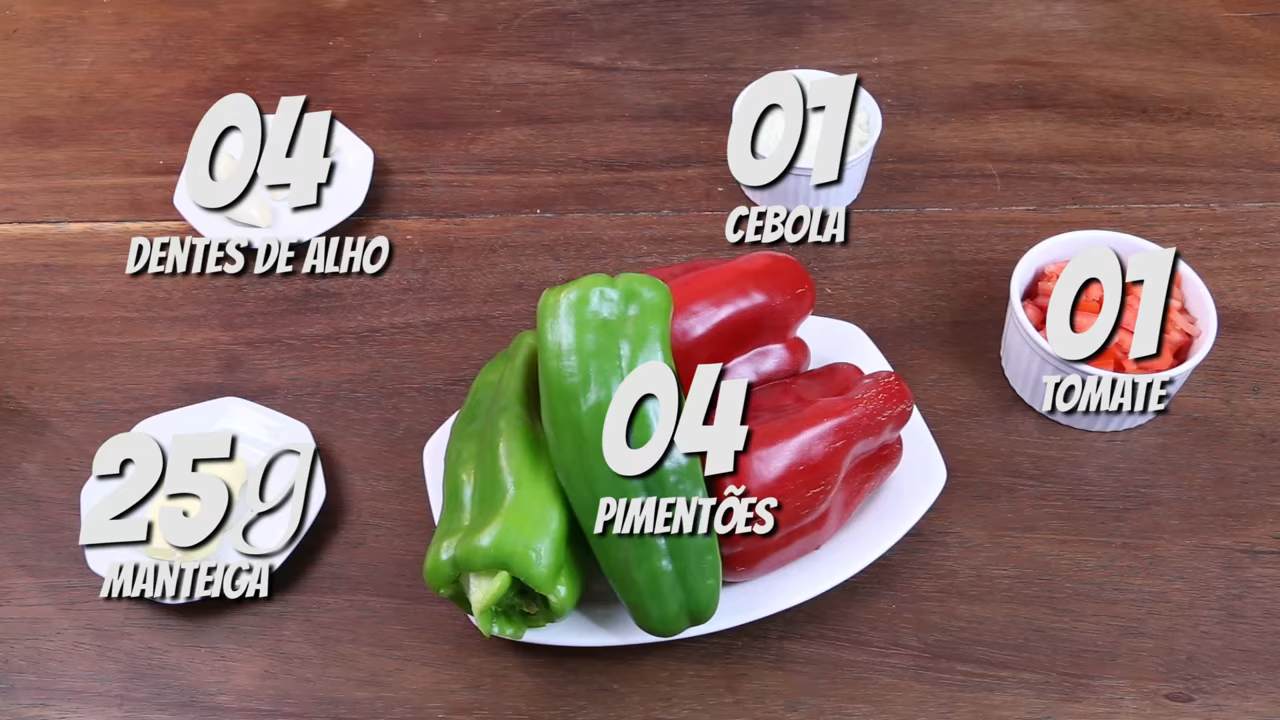 04
DENTES DE ALHO
01
CEBOLA
01
TOMATE
04
PIMENTÕES
25g
MANTEIGA